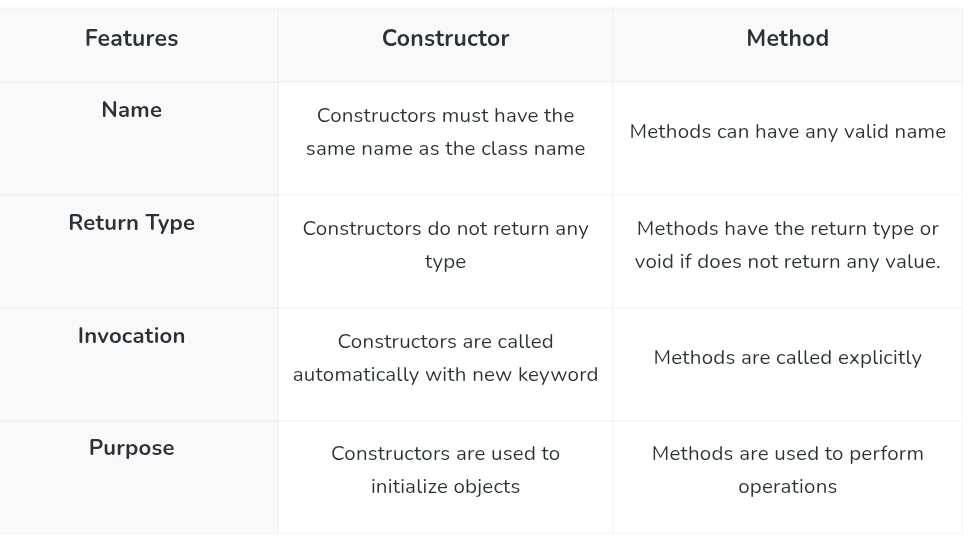 Features Constructor Method
Name
Constructors must have the
same name as the class name
Methods can have any valid name
Return Type
Constructors do not return any
type
Methods have the return type or
void if does not return any value.
Invocation
Constructors are called
automatically with new keyword
Methods are called explicitly
Purpose
Constructors are used to
initialize objects
Methods are used to perform
operations